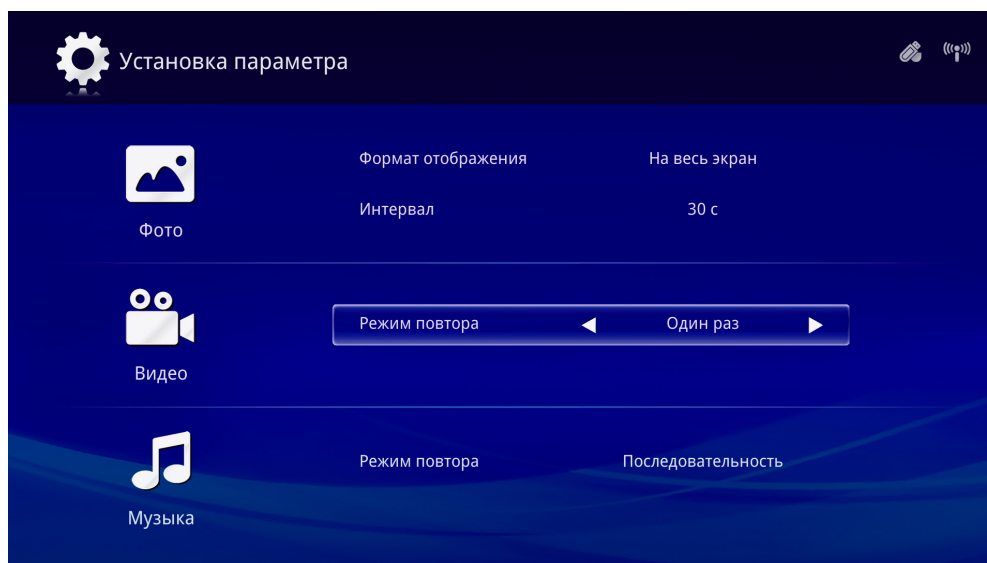 Установка параметра
Формат отображения На весь экран
Интервал 30 с
Фото
Режим повтора Один раз
Видео
Режим повтора Последовательность
Музыка